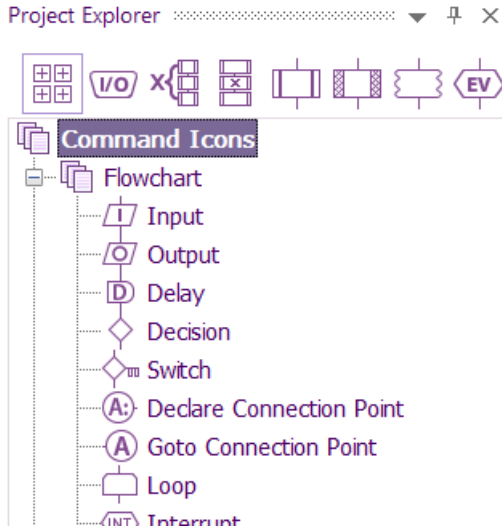 Project Explorer
I/O X X EV
Command Icons
Flowchart
I Input
O Output
D Delay
Decision
Switch
A: Declare Connection Point
A Goto Connection Point
Loop
INT Interrupt